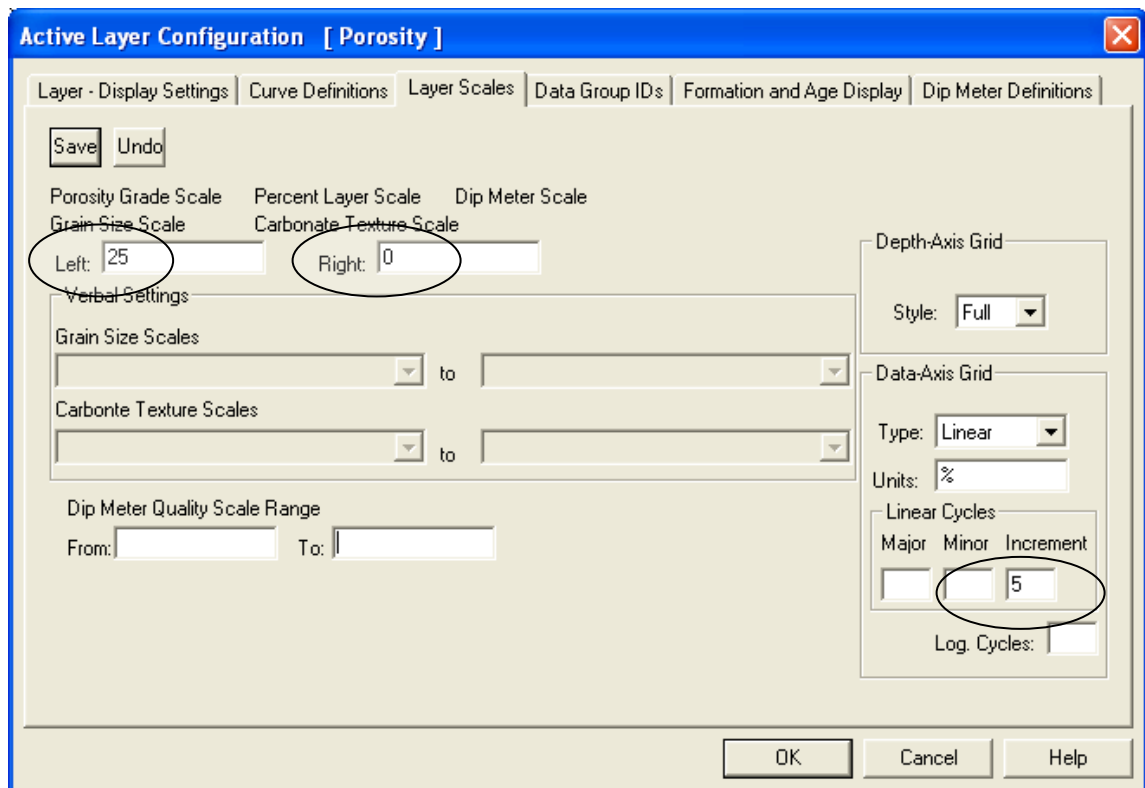 Active Layer Configuration [ Porosity ]
Layer - Display Settings Curve Definitions Layer Scales Data Group IDs Formation and Age Display Dip Meter Definitions
Save Undo
Porosity Grade Scale Percent Layer Scale Dip Meter Scale
Grain Size Scale Carbonate Texture Scale
Left: 25 Right: 0
Verbal Settings
Grain Size Scales
to
Carbonte Texture Scales
to
Dip Meter Quality Scale Range
From: To:
Depth-Axis Grid
Style: Full
Data-Axis Grid
Type: Linear
Units: %
Linear Cycles
Major Minor Increment
5
Log. Cycles:
OK Cancel Help